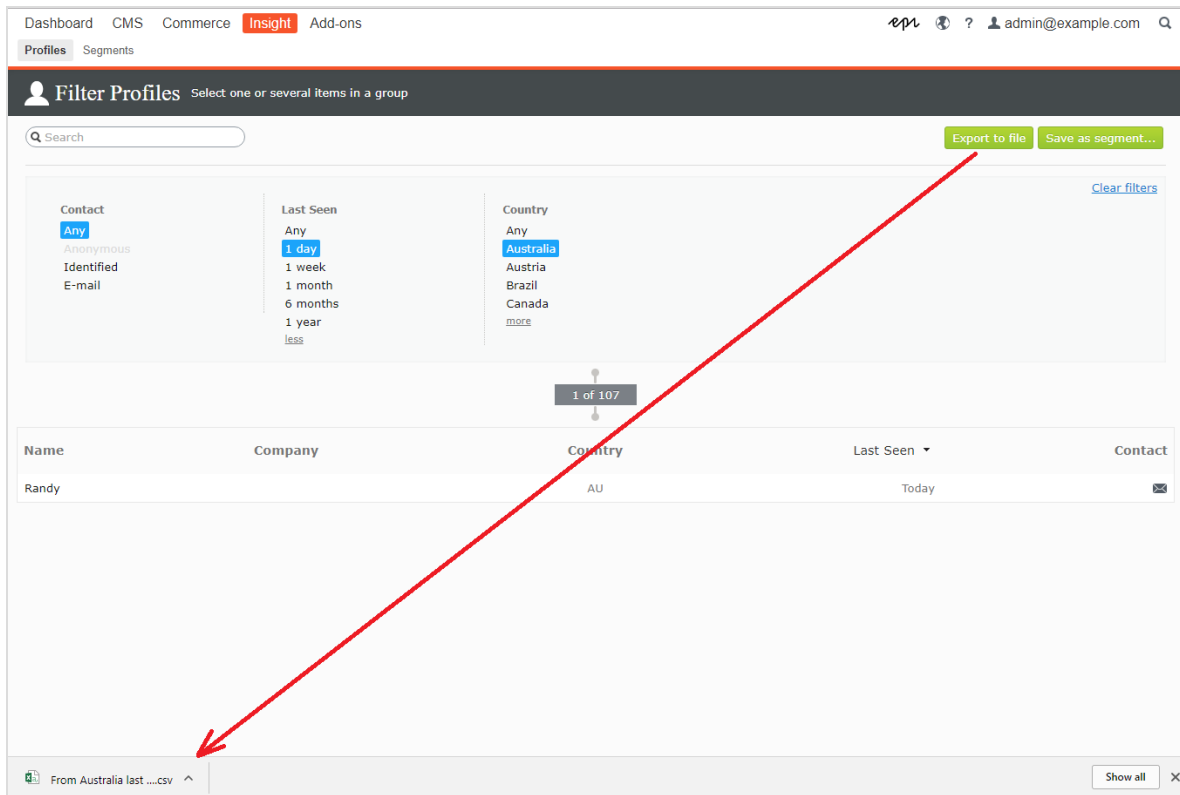 Dashboard CMS Commerce Insight Add-ons epi ? admin@example.com
Profiles Segments
Filter Profiles Select one or several items in a group
Search Export to file Save as segment...
Clear filters
Contact Last Seen Country
Any Any Any
Anonymous 1 day Australia
Identified 1 week Austria
E-mail 1 month Brazil
6 months Canada
1 year more
less
1 of 107
Name Company Country Last Seen Contact
Randy AU Today
From Australia last ....csv Show all